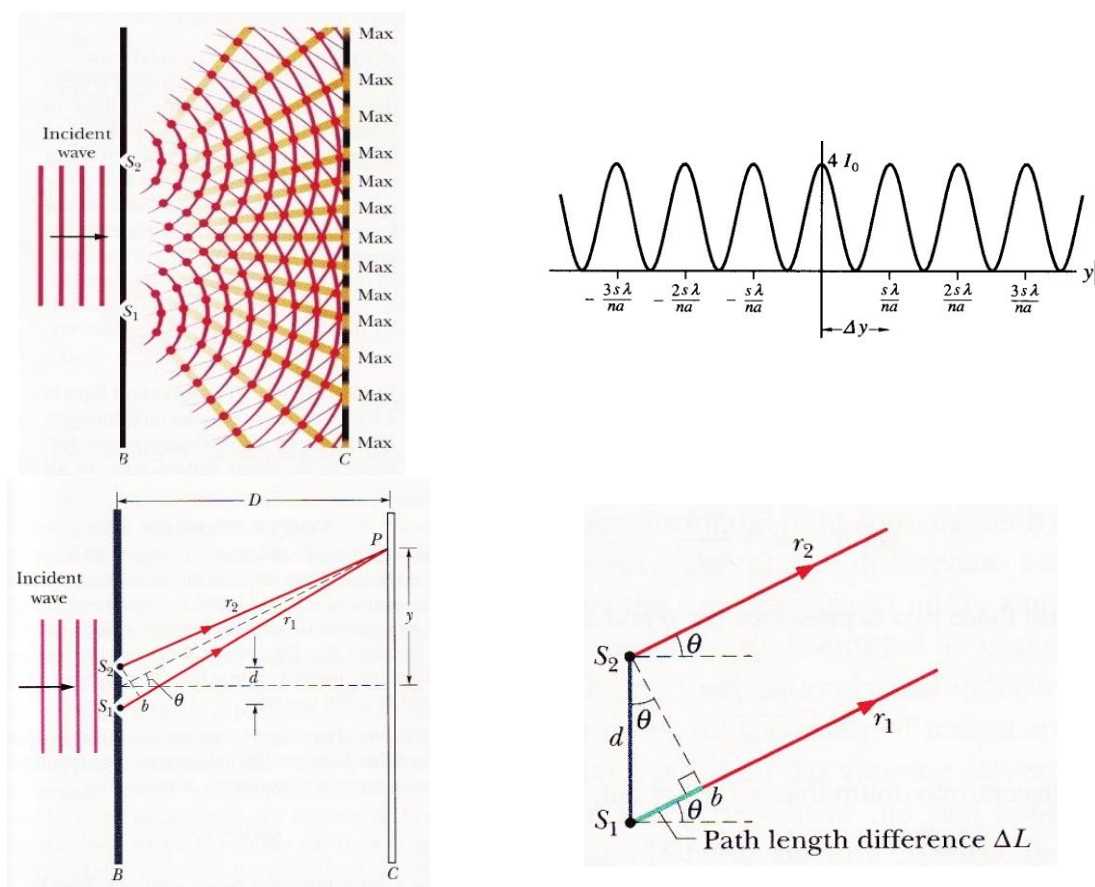 Max
Max
Max
Incident
wave
S2
Max
Max
Max
Max
Max
Max
S1
Max
Max
Max
Max
B
C
4 I0
- 3sλ/na
- 2sλ/na
- sλ/na
sλ/na
2sλ/na
3sλ/na
y
Δy
D
P
Incident
wave
r2
r1
y
S2
d
S1
b
θ
B
C
r2
S2
θ
θ
r1
d
b
S1
θ
Path length difference ΔL